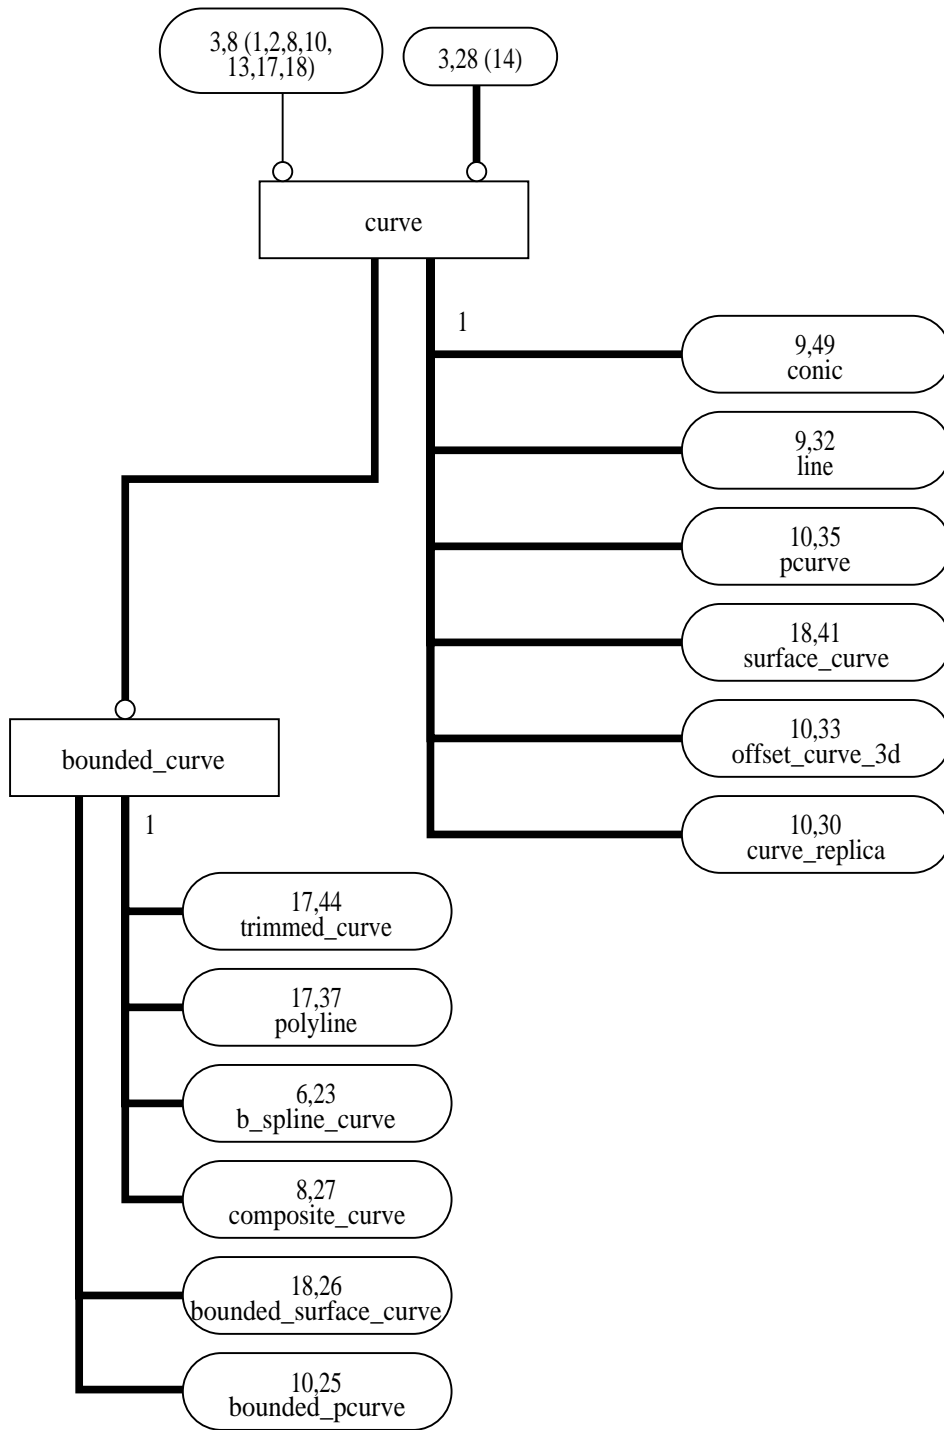 3,8 (1,2,8,10,
13,17,18)
3,28 (14)
curve
1
9,49
conic
9,32
line
10,35
pcurve
18,41
surface_curve
10,33
offset_curve_3d
10,30
curve_replica
bounded_curve
1
17,44
trimmed_curve
17,37
polyline
6,23
b_spline_curve
8,27
composite_curve
18,26
bounded_surface_curve
10,25
bounded_pcurve